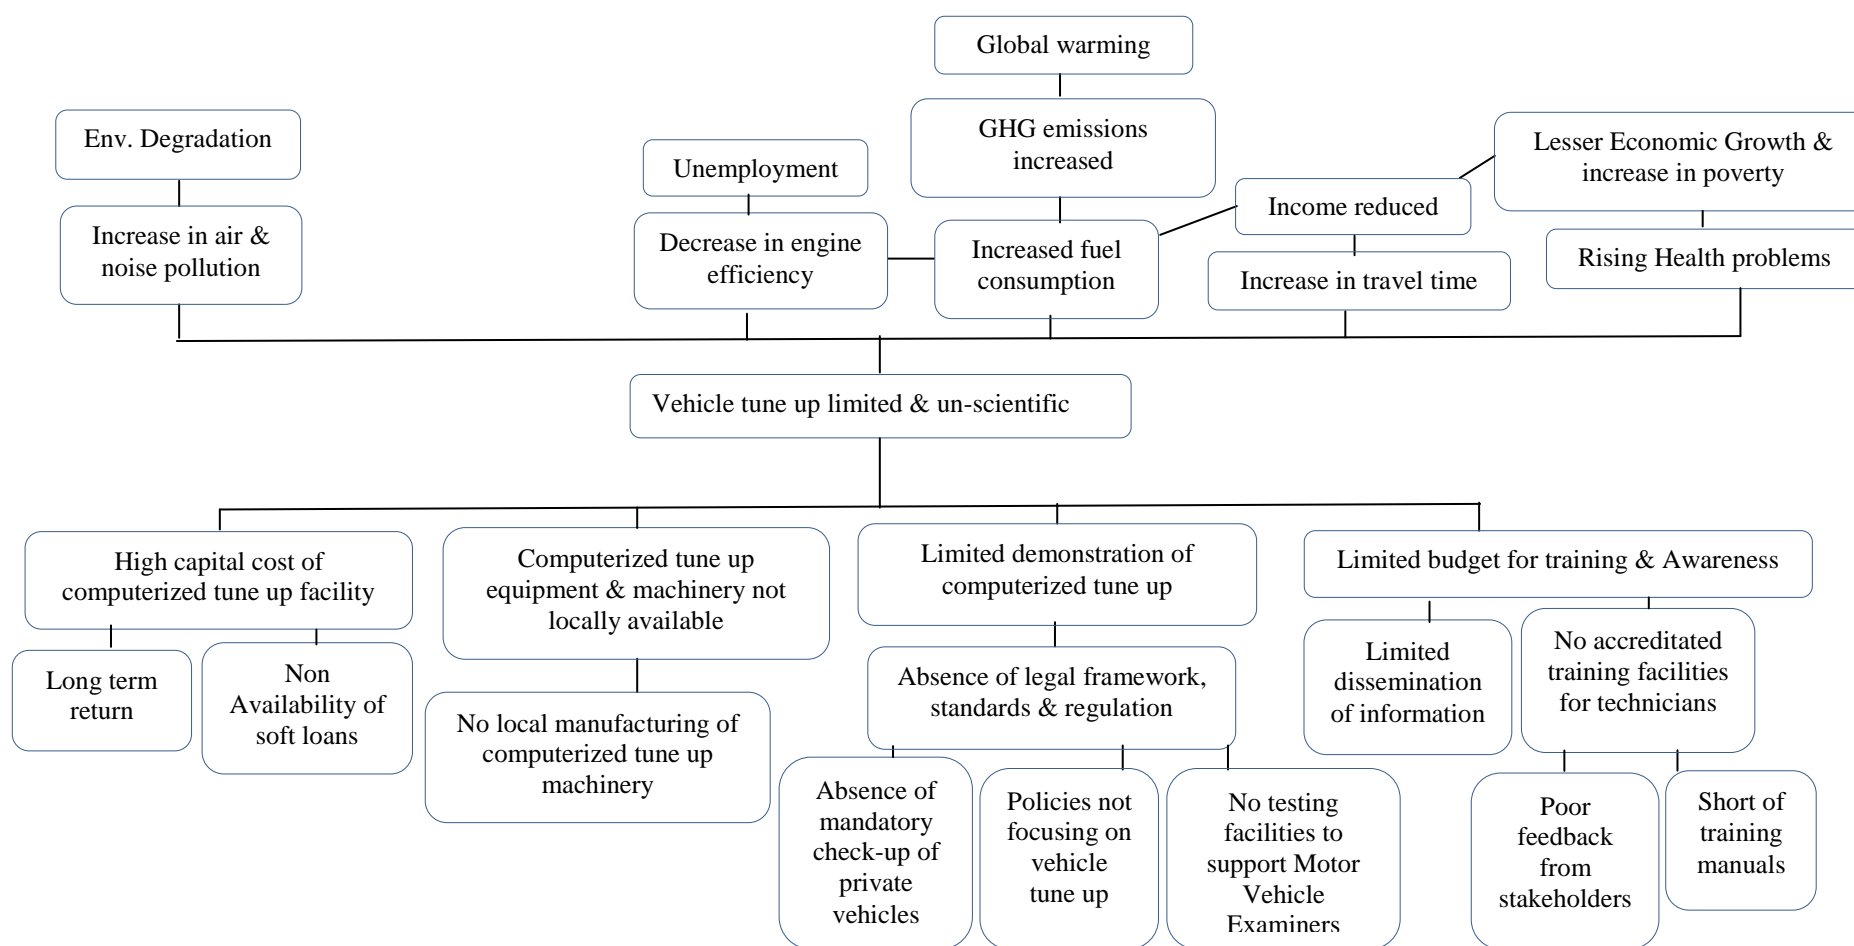 Global warming
Env. Degradation
GHG emissions
increased
Lesser Economic Growth &
increase in poverty
Unemployment
Income reduced
Increase in air &
noise pollution
Decrease in engine
efficiency
Increased fuel
consumption
Increase in travel time
Rising Health problems
Vehicle tune up limited & un-scientific
High capital cost of
computerized tune up facility
Computerized tune up
equipment & machinery not
locally available
Limited demonstration of
computerized tune up
Limited budget for training & Awareness
Long term
return
Non
Availability of
soft loans
No local manufacturing of
computerized tune up
machinery
Absence of legal framework,
standards & regulation
Limited
dissemination
of information
No accreditated
training facilities
for technicians
Absence of
mandatory
check-up of
private
vehicles
Policies not
focusing on
vehicle
tune up
No testing
facilities to
support Motor
Vehicle
Examiners
Poor
feedback
from
stakeholders
Short of
training
manuals